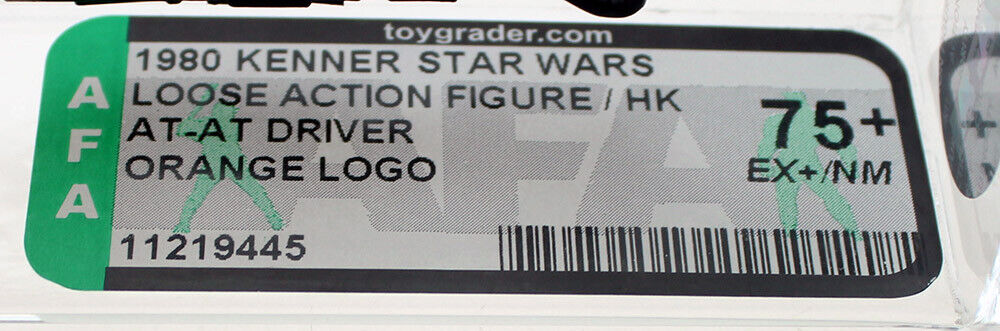 toygrader.com
1980 KENNER STAR WARS
LOOSE ACTION FIGURE / HK
AT-AT DRIVER
ORANGE LOGO
75+
EX+/NM
11219445
AFA
AFA